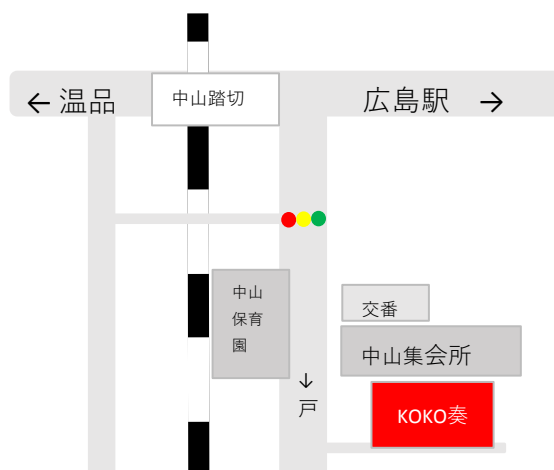 ← 温品
中山踏切
広島駅 →
中山
保育
園
交番
中山集会所
↓
戸
KOKO奏